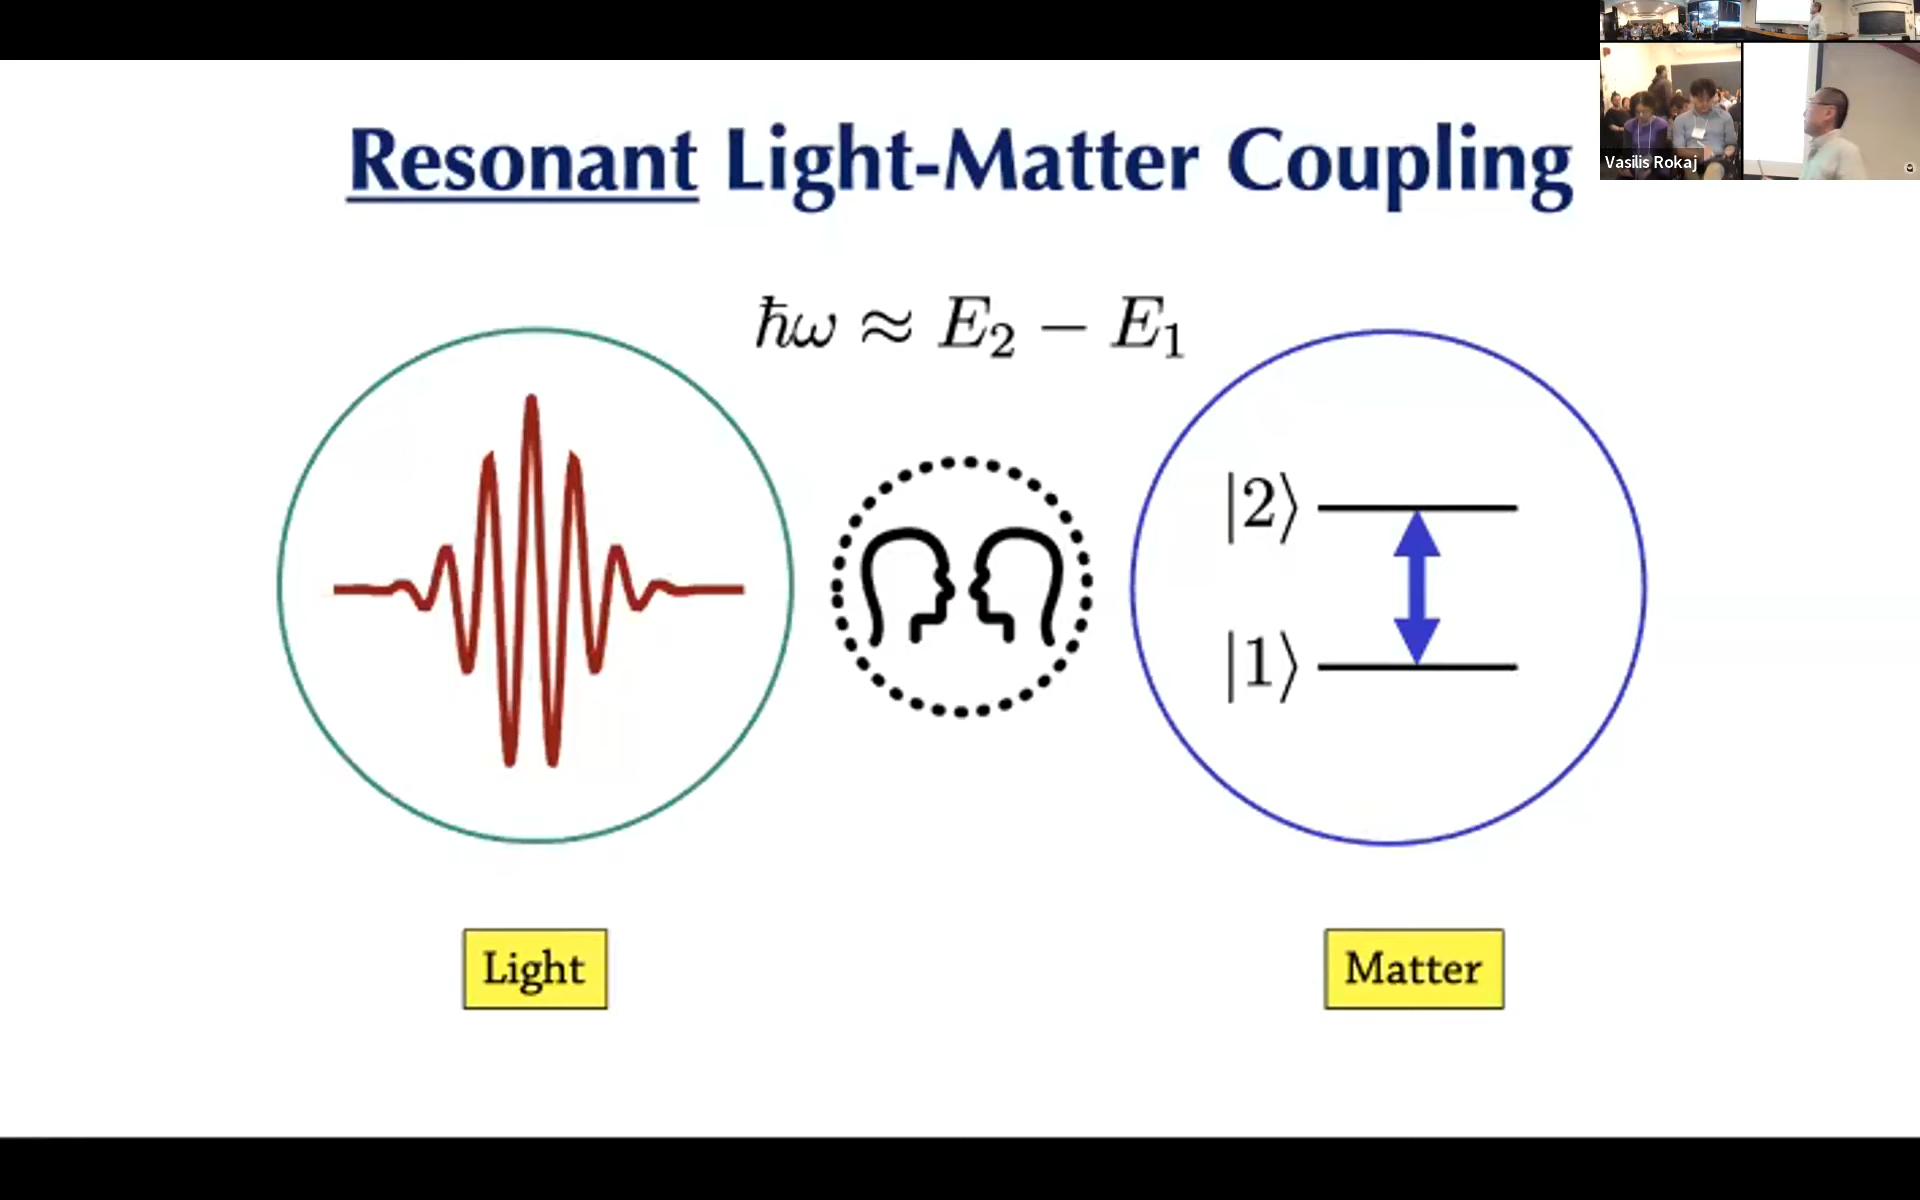 Resonant Light-Matter Coupling
Vasilis Rokaj
ħω ≈ E₂ − E₁
|2⟩
|1⟩
Light
Matter